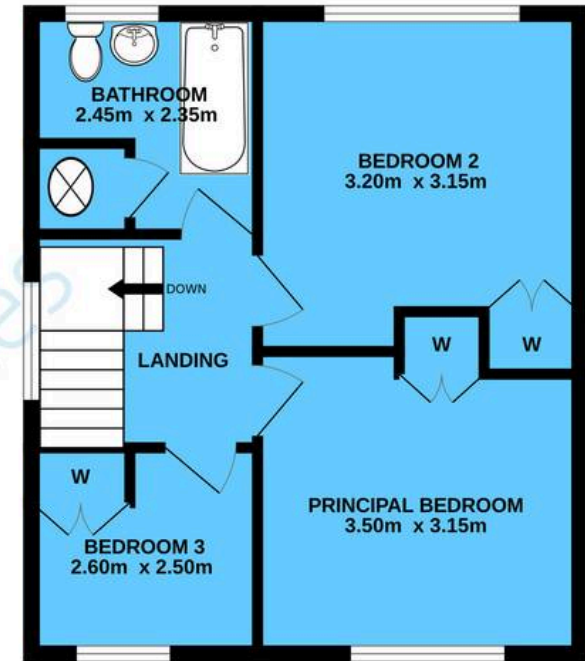 BATHROOM
2.45m x 2.35m
BEDROOM 2
3.20m x 3.15m
DOWN
LANDING
W
W
W
PRINCIPAL BEDROOM
3.50m x 3.15m
BEDROOM 3
2.60m x 2.50m